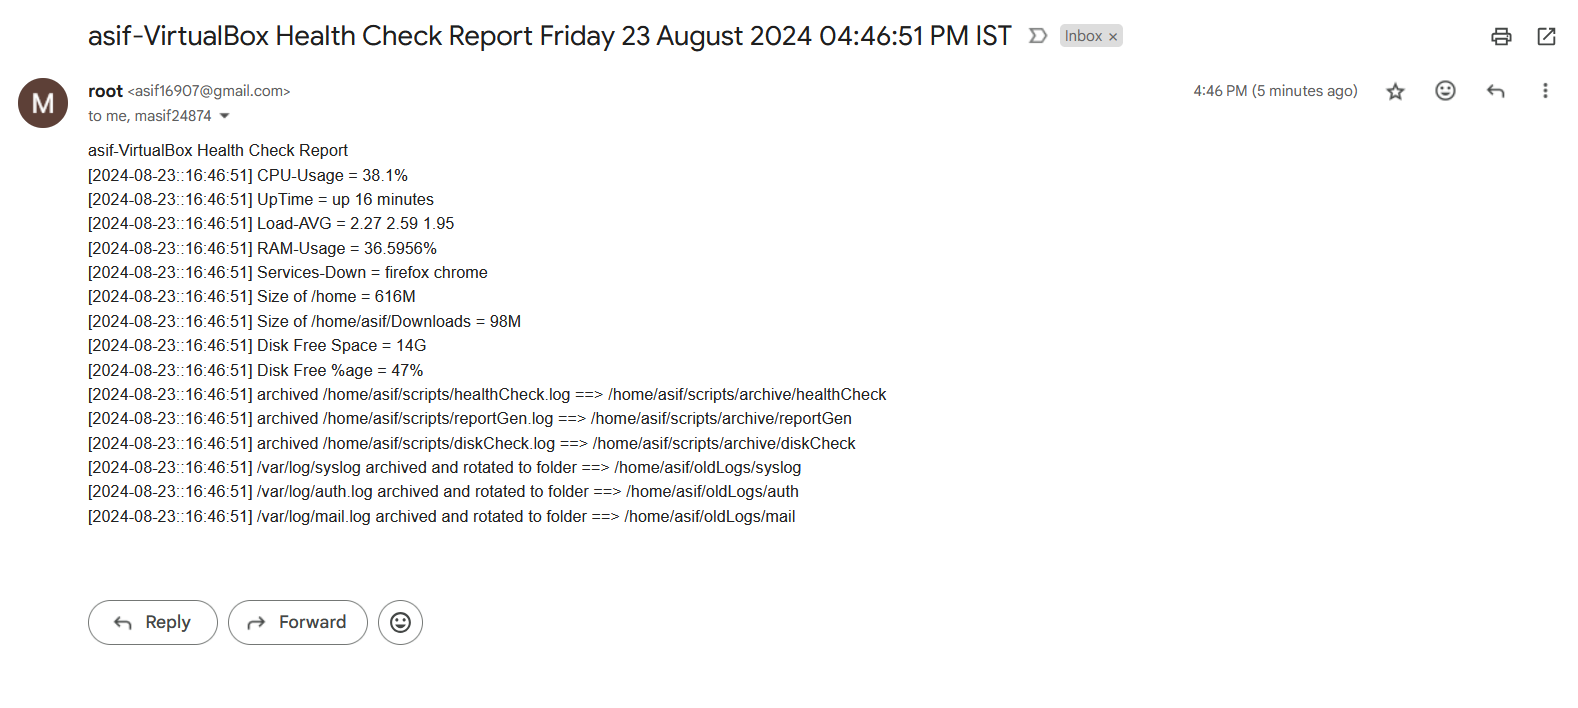 asif-VirtualBox Health Check Report Friday 23 August 2024 04:46:51 PM IST Inbox ×
M
root <asif16907@gmail.com> 4:46 PM (5 minutes ago)
to me, masif24874
asif-VirtualBox Health Check Report
[2024-08-23::16:46:51] CPU-Usage = 38.1%
[2024-08-23::16:46:51] UpTime = up 16 minutes
[2024-08-23::16:46:51] Load-AVG = 2.27 2.59 1.95
[2024-08-23::16:46:51] RAM-Usage = 36.5956%
[2024-08-23::16:46:51] Services-Down = firefox chrome
[2024-08-23::16:46:51] Size of /home = 616M
[2024-08-23::16:46:51] Size of /home/asif/Downloads = 98M
[2024-08-23::16:46:51] Disk Free Space = 14G
[2024-08-23::16:46:51] Disk Free %age = 47%
[2024-08-23::16:46:51] archived /home/asif/scripts/healthCheck.log ==> /home/asif/scripts/archive/healthCheck
[2024-08-23::16:46:51] archived /home/asif/scripts/reportGen.log ==> /home/asif/scripts/archive/reportGen
[2024-08-23::16:46:51] archived /home/asif/scripts/diskCheck.log ==> /home/asif/scripts/archive/diskCheck
[2024-08-23::16:46:51] /var/log/syslog archived and rotated to folder ==> /home/asif/oldLogs/syslog
[2024-08-23::16:46:51] /var/log/auth.log archived and rotated to folder ==> /home/asif/oldLogs/auth
[2024-08-23::16:46:51] /var/log/mail.log archived and rotated to folder ==> /home/asif/oldLogs/mail
Reply Forward